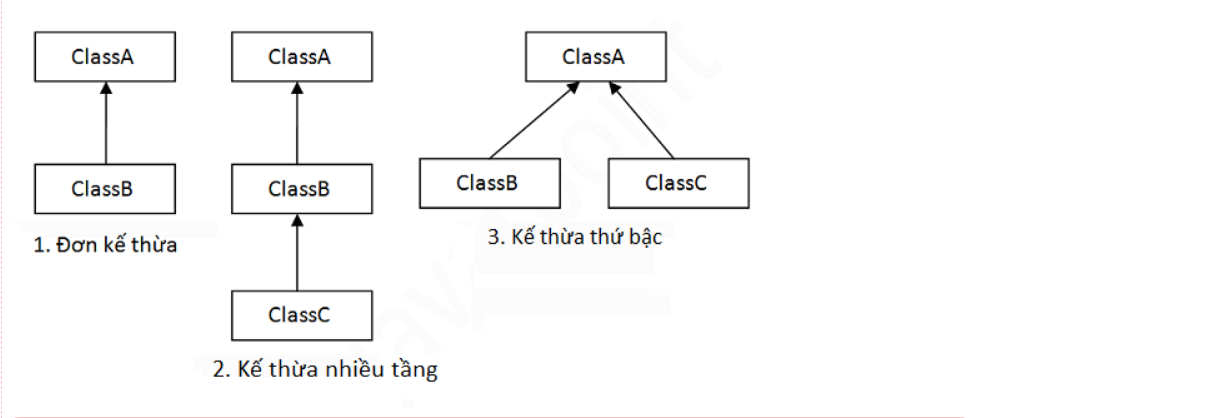 ClassA
ClassB
1. Đơn kế thừa
ClassA
ClassB
ClassC
2. Kế thừa nhiều tầng
ClassA
ClassB
ClassC
3. Kế thừa thứ bậc